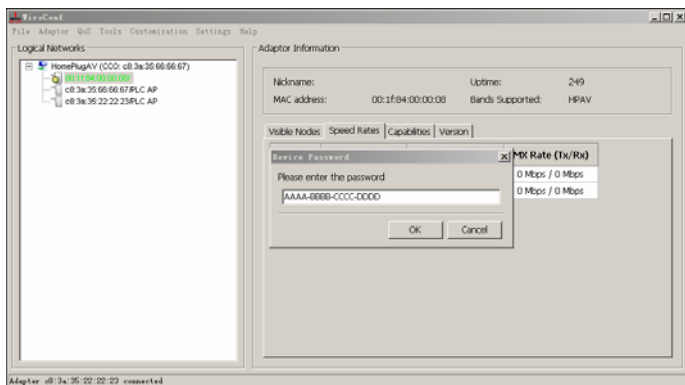 WireConf
File Adaptor QoS Tools Customization Settings Help
Logical Networks
HomePlugAV (CCO: c8:3a:35:66:66:67)
00:1f:84:00:00:08/
c8:3a:35:66:66:67/PLC AP
c8:3a:35:22:22:23/PLC AP
Adaptor Information
Nickname: Uptime: 249
MAC address: 00:1f:84:00:00:08 Bands Supported: HPAV
Visible Nodes Speed Rates Capabilities Version
MX Rate (Tx/Rx)
0 Mbps / 0 Mbps
0 Mbps / 0 Mbps
Device Password
Please enter the password
AAAA-BBBB-CCCC-DDDD
OK Cancel
Adapter c8:3a:35:22:22:23 connected